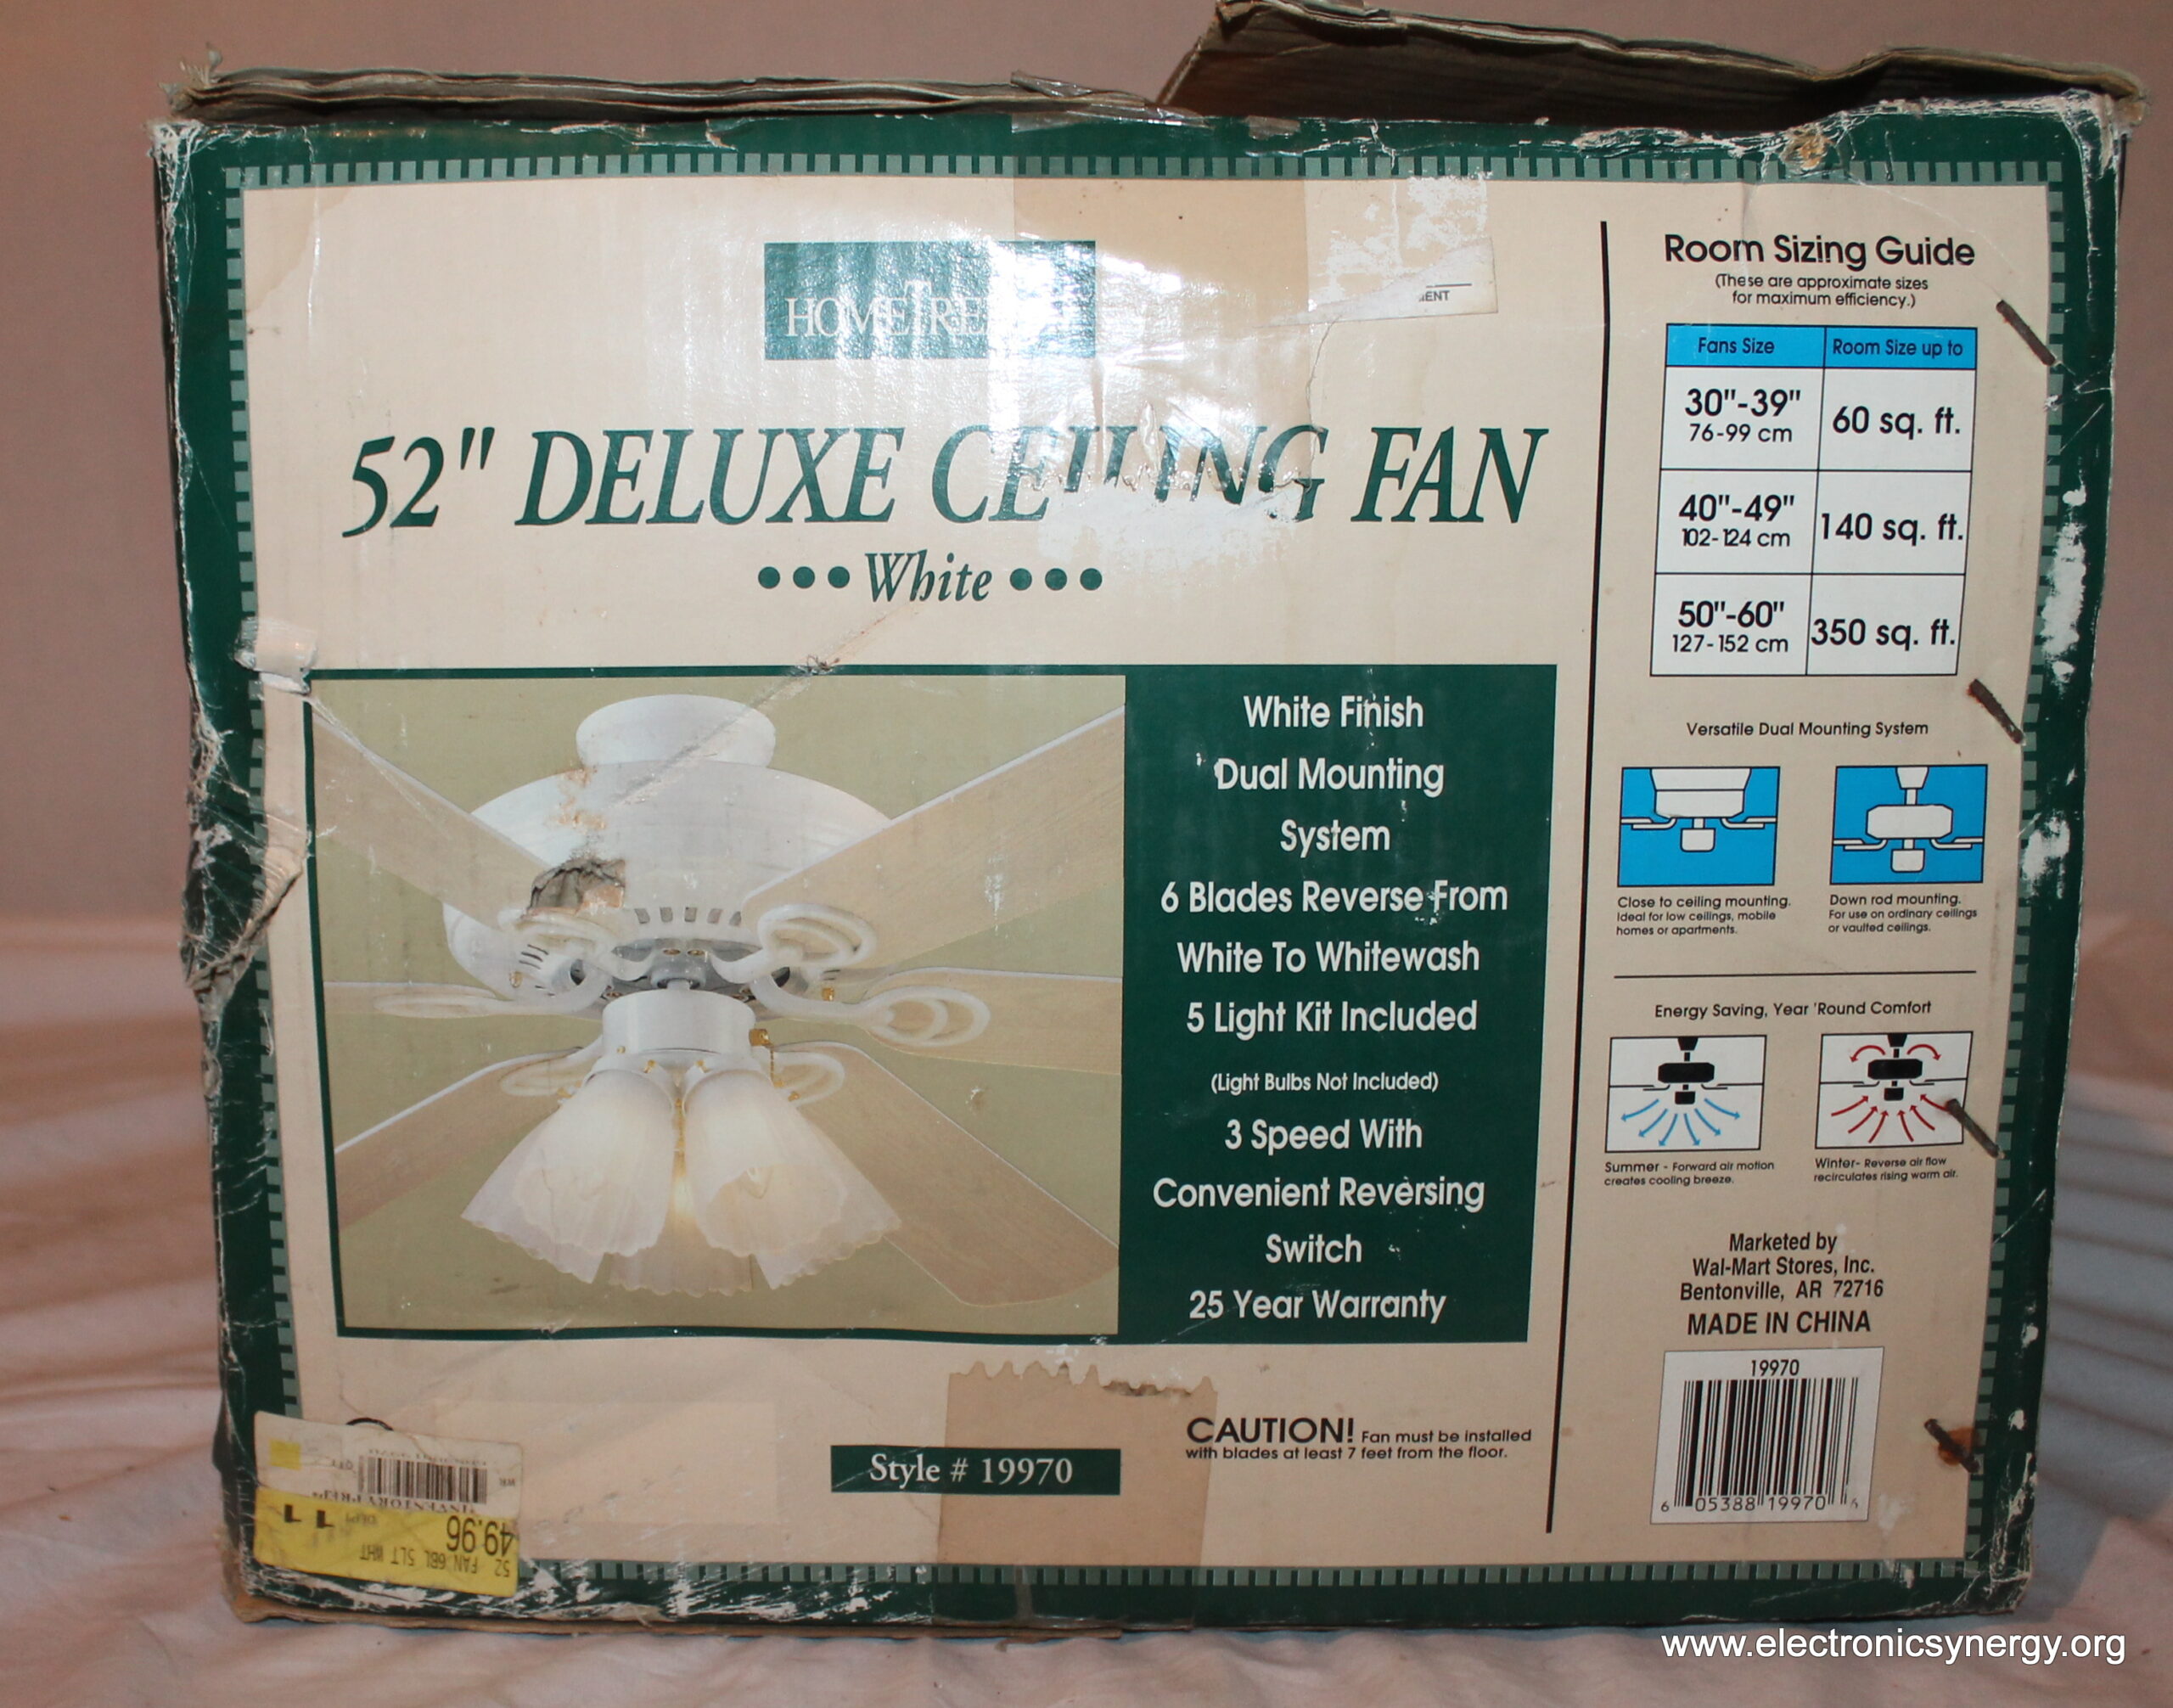 HOMETRE
52" DELUXE CEILING FAN
•••White•••
White Finish
Dual Mounting
System
6 Blades Reverse From
White To Whitewash
5 Light Kit Included
(Light Bulbs Not Included)
3 Speed With
Convenient Reversing
Switch
25 Year Warranty
Style # 19970
CAUTION! Fan must be installed
with blades at least 7 feet from the floor.
49.96
52 FAN 6BL 5LT WHT
Room Sizing Guide
(These are approximate sizes
for maximum efficiency.)
Fans Size Room Size up to
30"-39" 60 sq. ft.
76-99 cm
40"-49" 140 sq. ft.
102-124 cm
50"-60" 350 sq. ft.
127-152 cm
Versatile Dual Mounting System
Close to ceiling mounting.
Ideal for low ceilings, mobile
homes or apartments.
Down rod mounting.
For use on ordinary ceilings
or vaulted ceilings.
Energy Saving, Year 'Round Comfort
Summer - Forward air motion
creates cooling breeze.
Winter- Reverse air flow
recirculates rising warm air.
Marketed by
Wal-Mart Stores, Inc.
Bentonville, AR 72716
MADE IN CHINA
19970
6 05388 19970
www.electronicsynergy.org